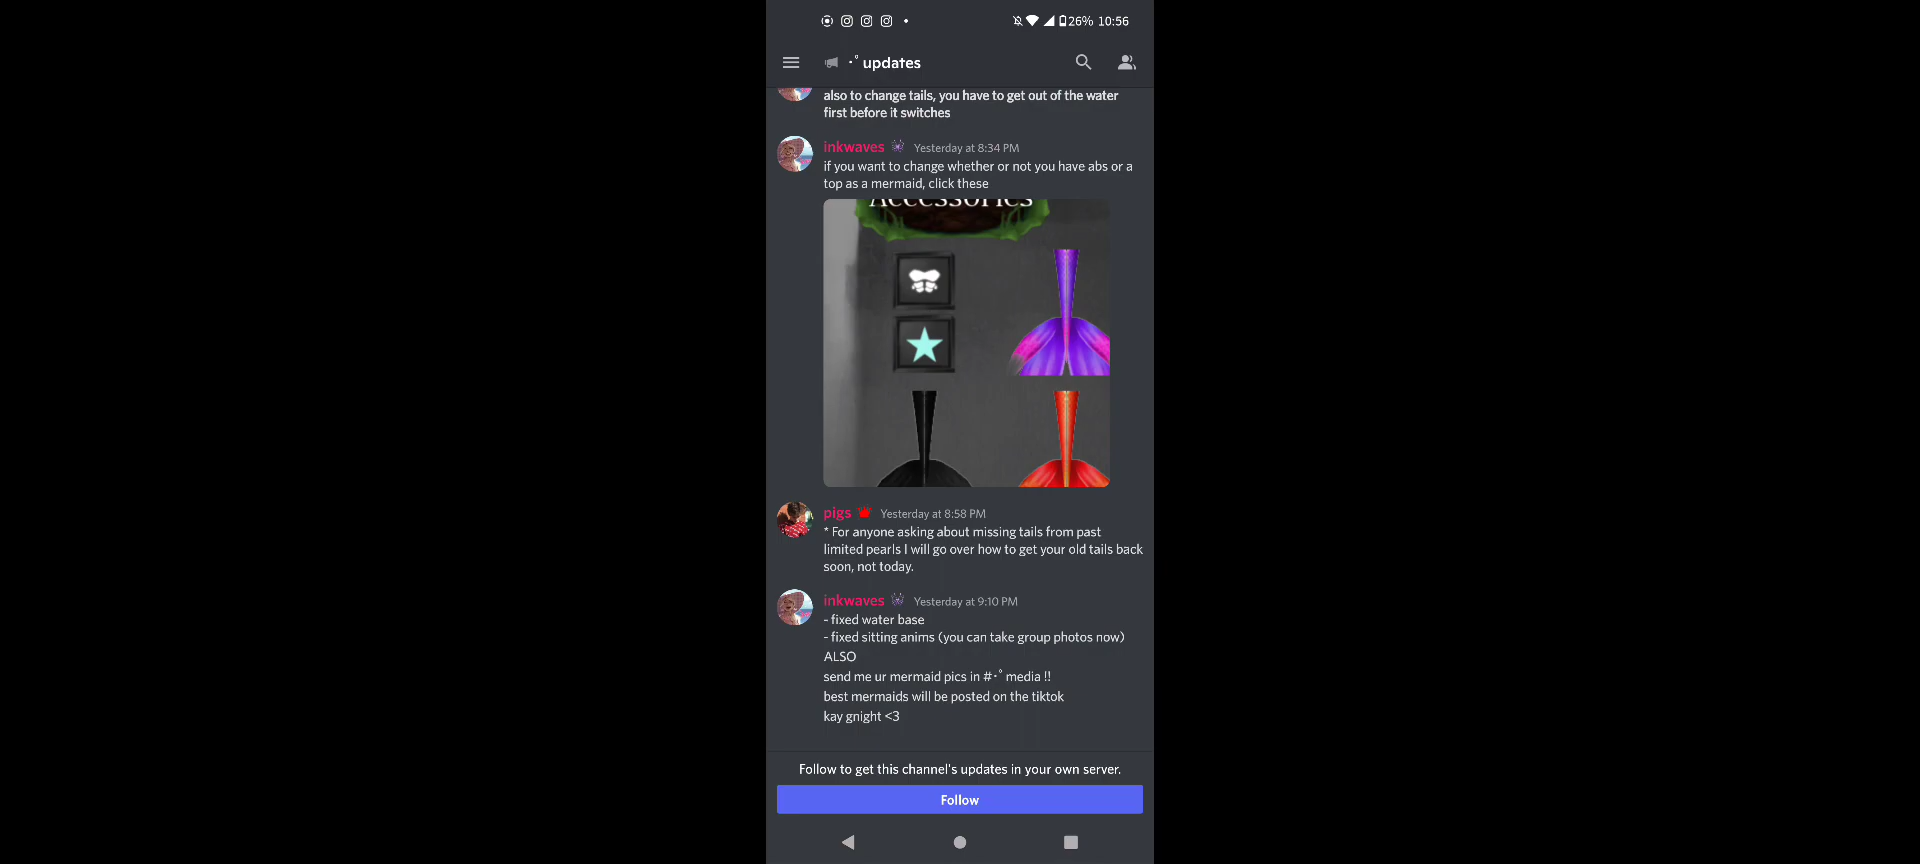 26% 10:56
·˚ updates
also to change tails, you have to get out of the water
first before it switches
inkwaves Yesterday at 8:34 PM
if you want to change whether or not you have abs or a
top as a mermaid, click these
Accessories
pigs Yesterday at 8:58 PM
* For anyone asking about missing tails from past
limited pearls I will go over how to get your old tails back
soon, not today.
inkwaves Yesterday at 9:10 PM
- fixed water base
- fixed sitting anims (you can take group photos now)
ALSO
send me ur mermaid pics in #·˚ media !!
best mermaids will be posted on the tiktok
kay gnight <3
Follow to get this channel's updates in your own server.
Follow